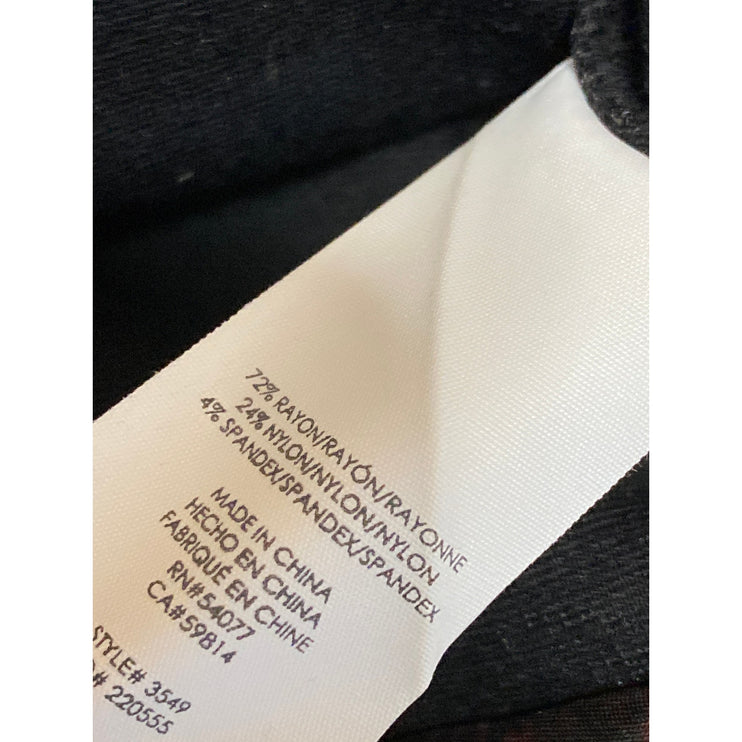 72% RAYON/RAYÓN/RAYONNE
24% NYLON/NYLON/NYLON
4% SPANDEX/SPANDEX/SPANDEX
MADE IN CHINA
HECHO EN CHINA
FABRIQUÉ EN CHINE
RN#54077
CA#59814
STYLE# 3549
# 220555